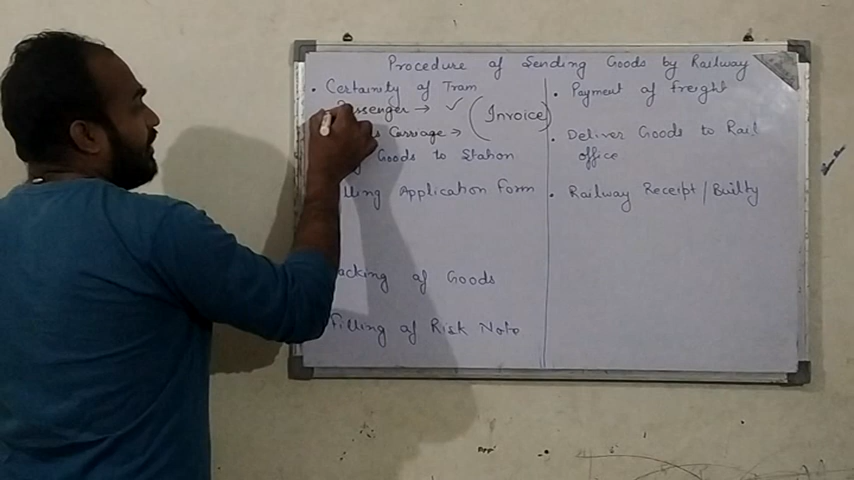 Procedure of Sending Goods by Railway
• Certainity of Train
Passenger → ✓ (Invoice)
Carriage →
Goods to Station
Filling Application Form
Packing of Goods
Filling of Risk Note
• Payment of Freight
• Deliver Goods to Rail
office
• Railway Receipt / Builty